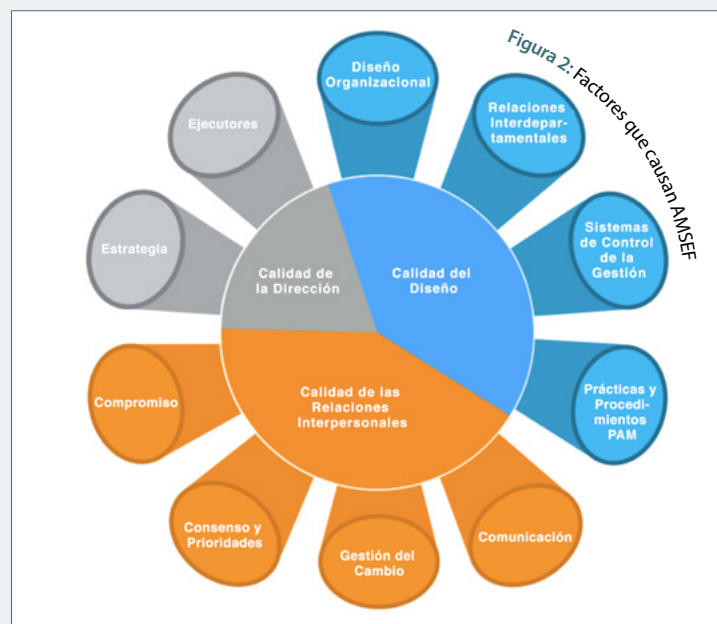 Figura 2: Factores que causan AMSEF
Diseño
Organizacional
Relaciones
Interdepar-
tamentales
Sistemas
de Control
de la
Gestión
Prácticas y
Procedi-
mientos
PAM
Comunicación
Gestión del
Cambio
Consenso y
Prioridades
Compromiso
Estrategia
Ejecutores
Calidad de
la Dirección
Calidad del
Diseño
Calidad de las
Relaciones
Interpersonales